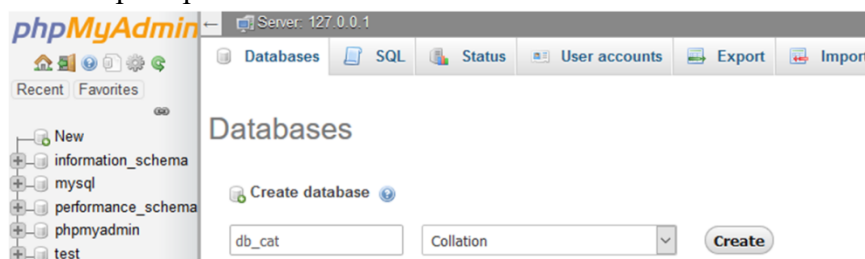 phpMyAdmin
Recent Favorites
New
information_schema
mysql
performance_schema
phpmyadmin
test
Server: 127.0.0.1
Databases SQL Status User accounts Export Import
Databases
Create database
db_cat Collation Create